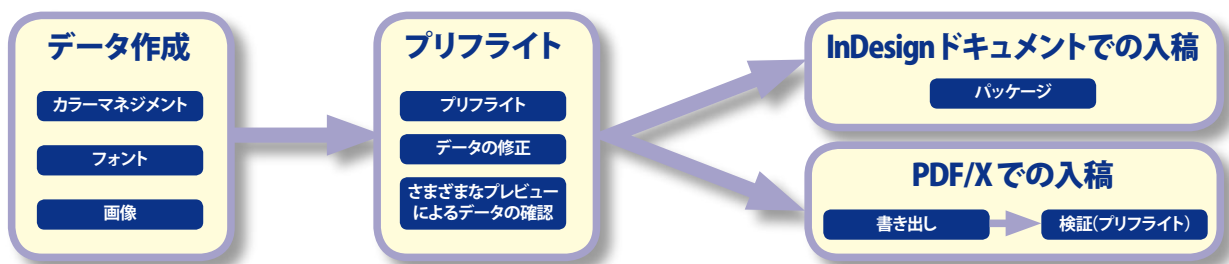 データ作成
カラーマネジメント
フォント
画像
プリフライト
プリフライト
データの修正
さまざまなプレビュー
によるデータの確認
InDesignドキュメントでの入稿
パッケージ
PDF/Xでの入稿
書き出し
検証(プリフライト)